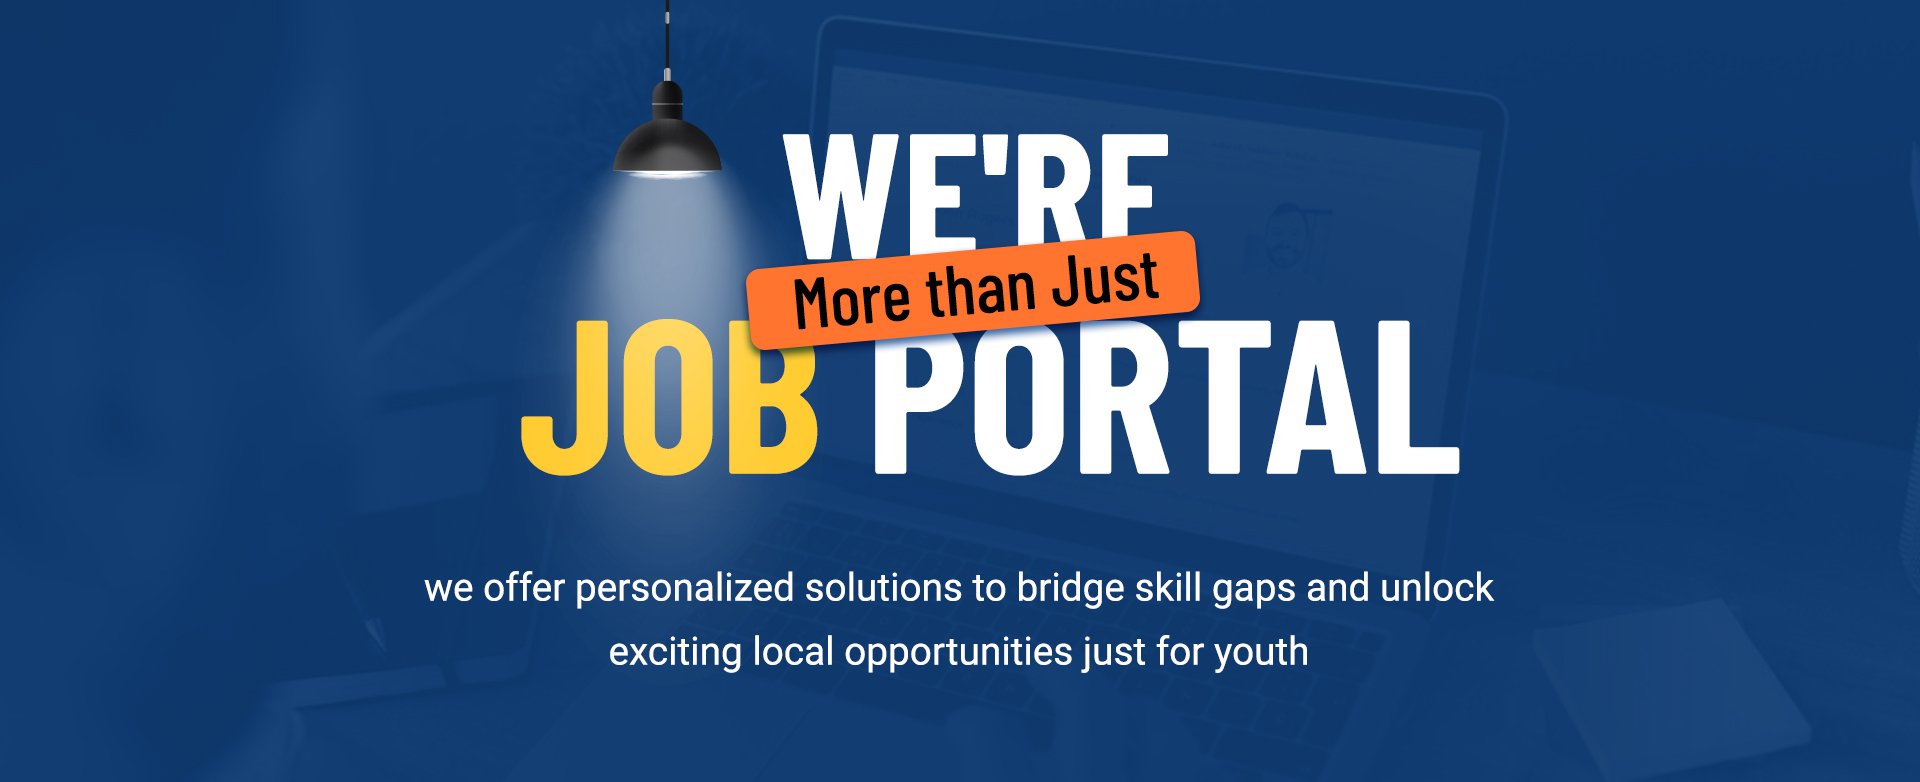 WE'RE
More than Just
JOB PORTAL
we offer personalized solutions to bridge skill gaps and unlock
exciting local opportunities just for youth